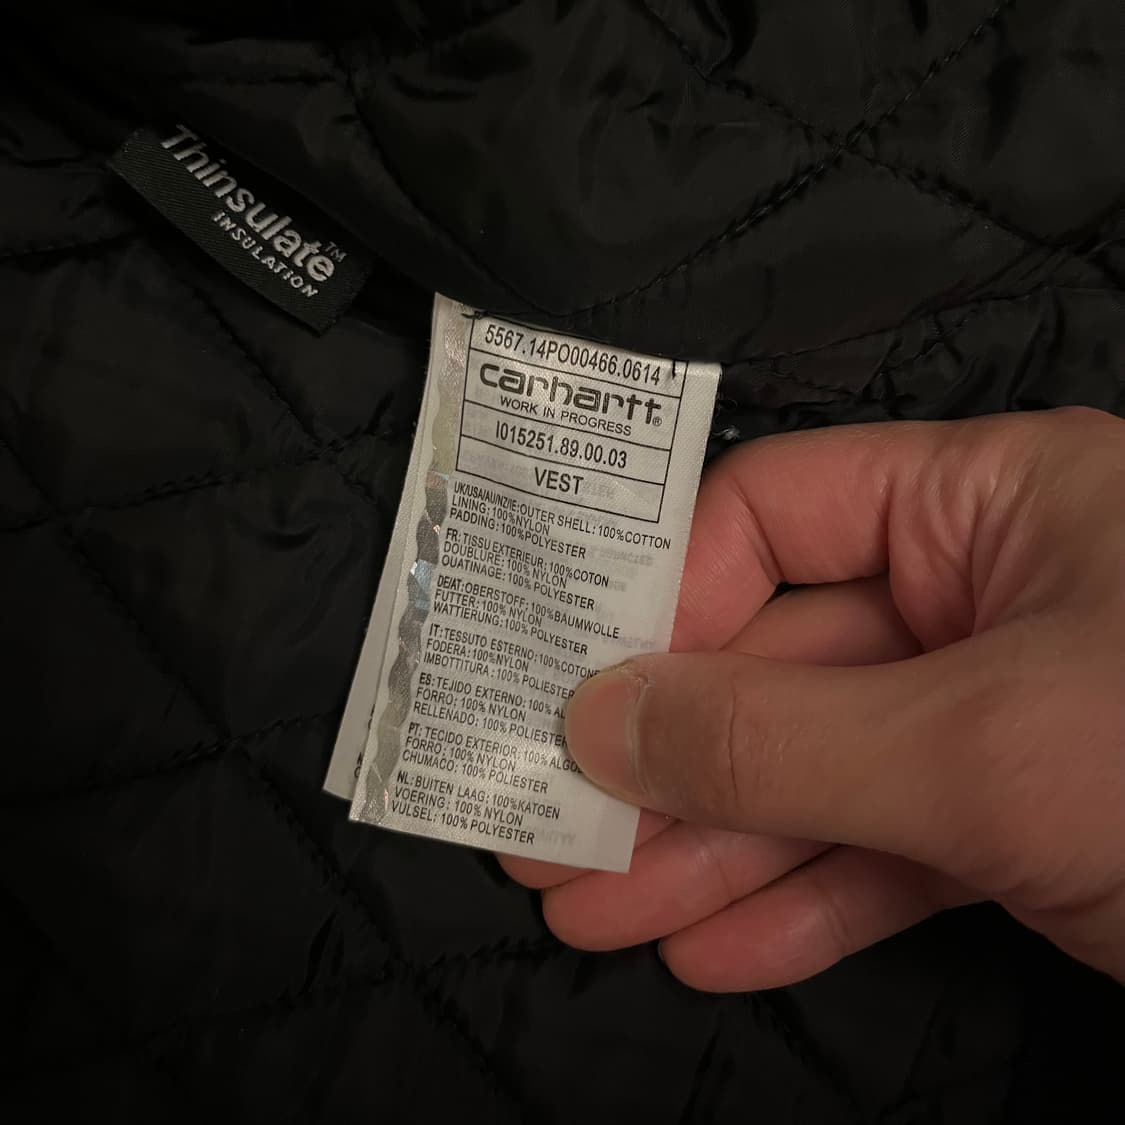 Thinsulate™
INSULATION
5567.14PO00466.0614
carhartt®
WORK IN PROGRESS
I015251.89.00.03
VEST
UK/USA/AU/NZ/IE:OUTER SHELL:100%COTTON
LINING:100%NYLON
PADDING:100%POLYESTER
FR:TISSU EXTERIEUR:100%COTON
DOUBLURE:100% NYLON
OUATINAGE:100% POLYESTER
DE/AT:OBERSTOFF:100%BAUMWOLLE
FUTTER:100% NYLON
WATTIERUNG:100% POLYESTER
IT:TESSUTO ESTERNO:100%COTONE
FODERA:100%NYLON
IMBOTTITURA:100% POLIESTER
ES:TEJIDO EXTERNO:100%
FORRO:100% NYLON
RELLENADO:100% POLIESTER
PT:TECIDO EXTERIOR:100%
FORRO:100% NYLON
CHUMACO:100% POLIESTER
NL:BUITEN LAAG:100%KATOEN
VOERING:100% NYLON
VULSEL:100% POLYESTER